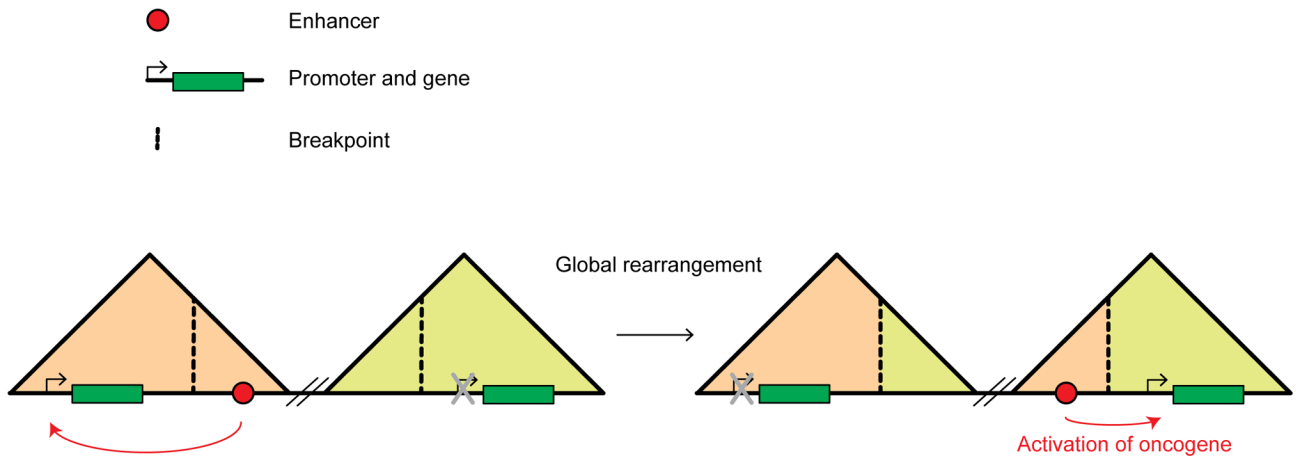 Enhancer
Promoter and gene
Breakpoint
Global rearrangement
Activation of oncogene